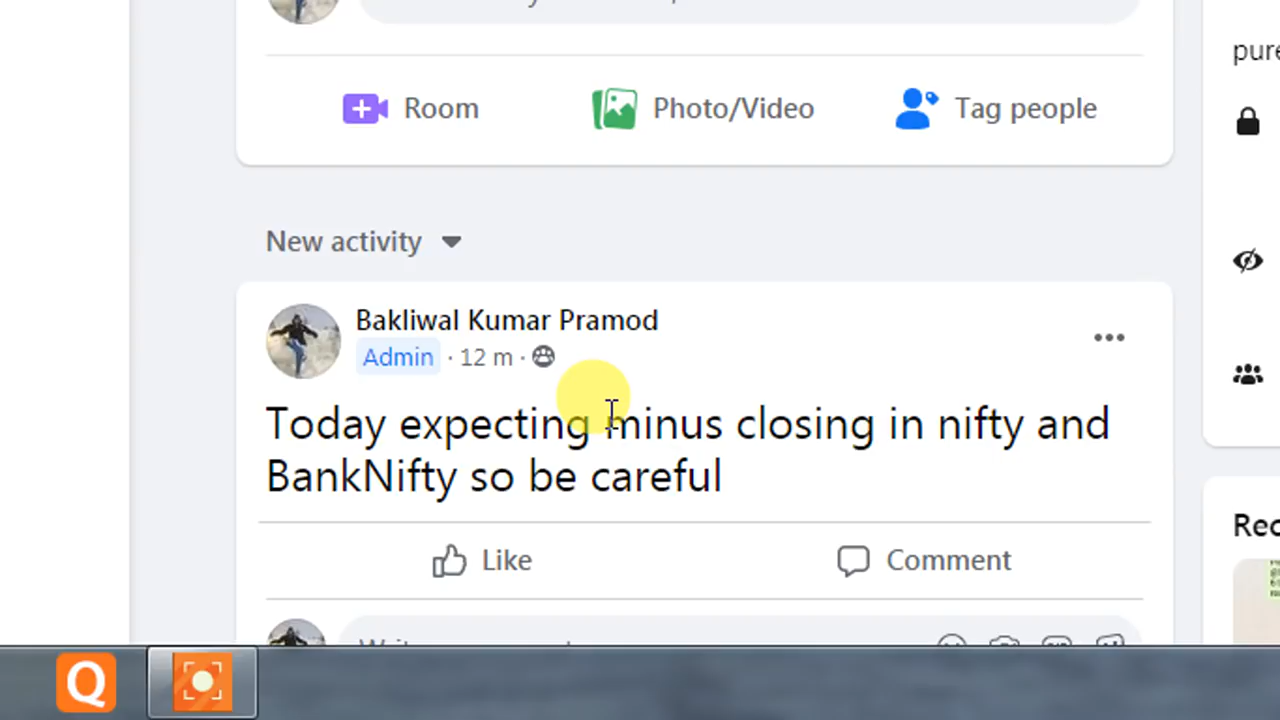 pure
Room
Photo/Video
Tag people
New activity
Bakliwal Kumar Pramod
Admin · 12 m ·
Today expecting minus closing in nifty and
BankNifty so be careful
Like
Comment
Rec
Q